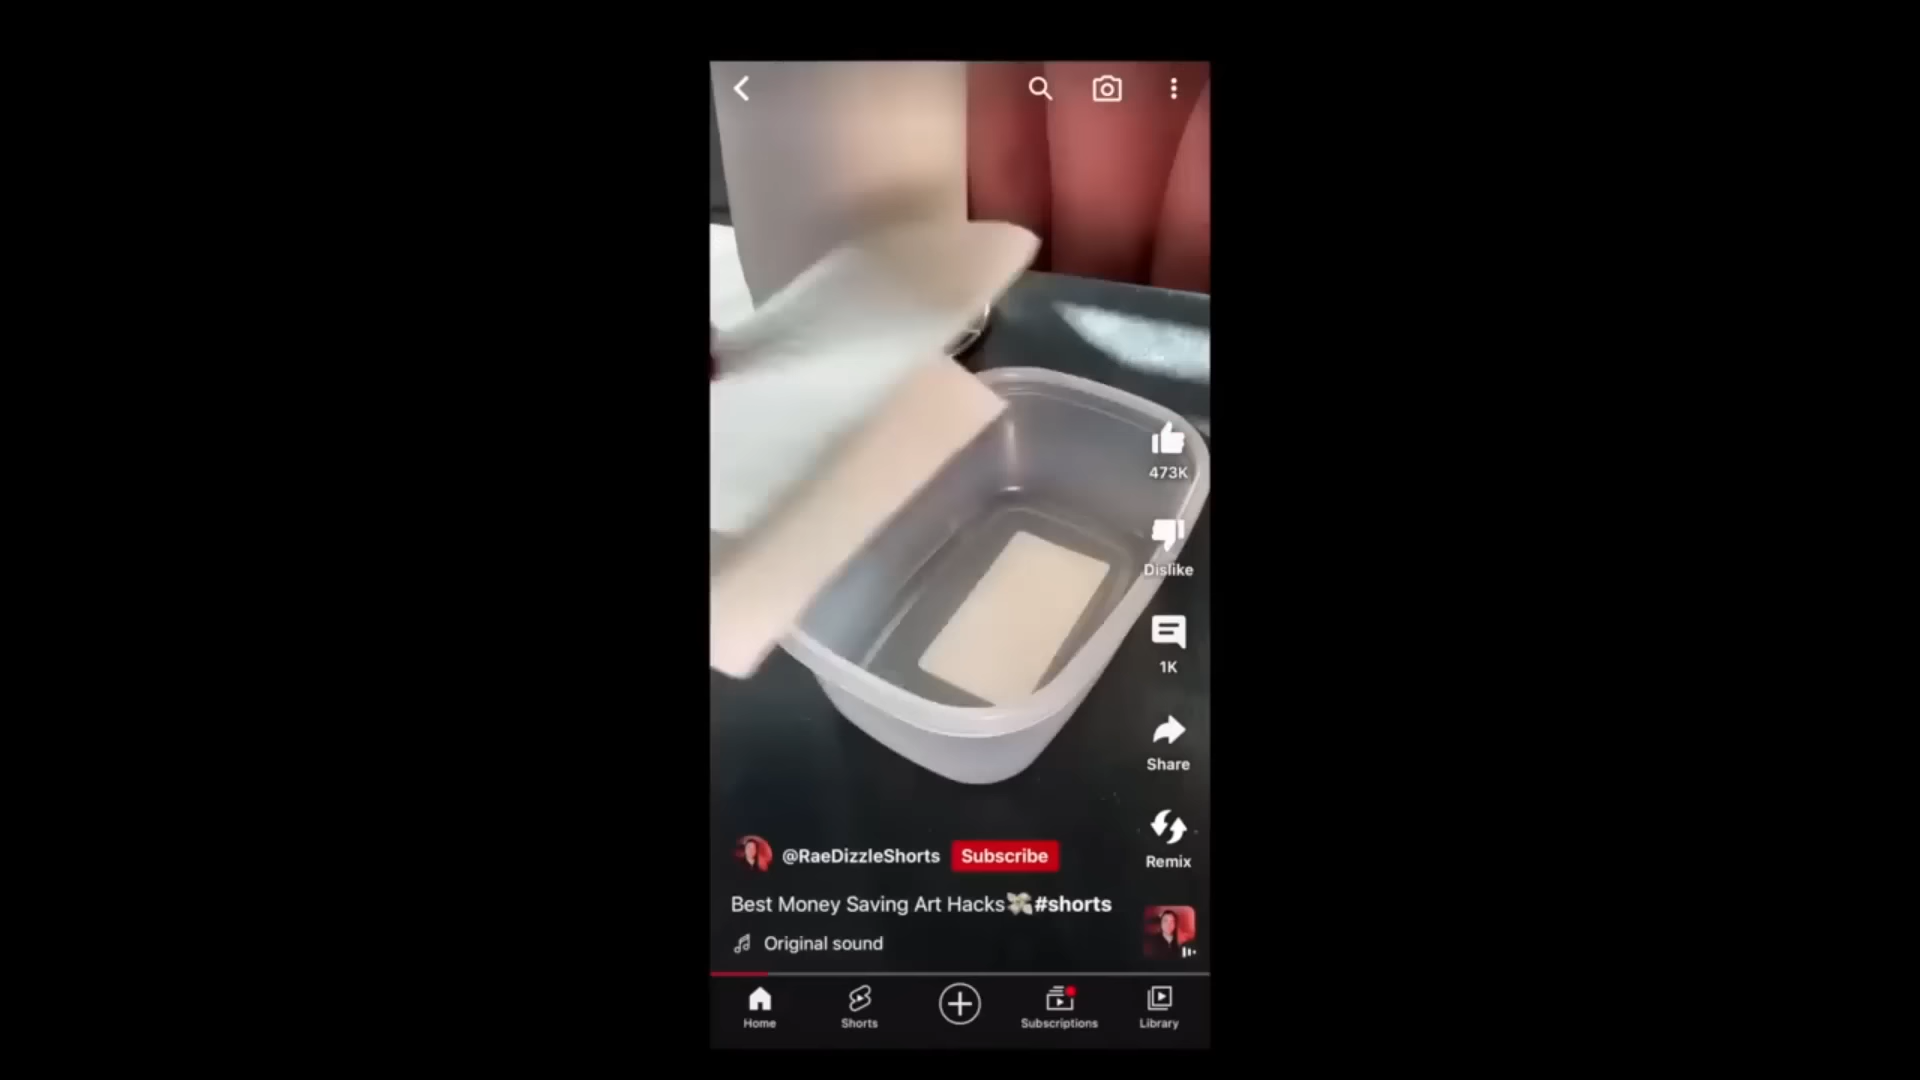 473K
Dislike
1K
Share
Remix
@RaeDizzleShorts Subscribe
Best Money Saving Art Hacks💸#shorts
Original sound
Home Shorts Subscriptions Library